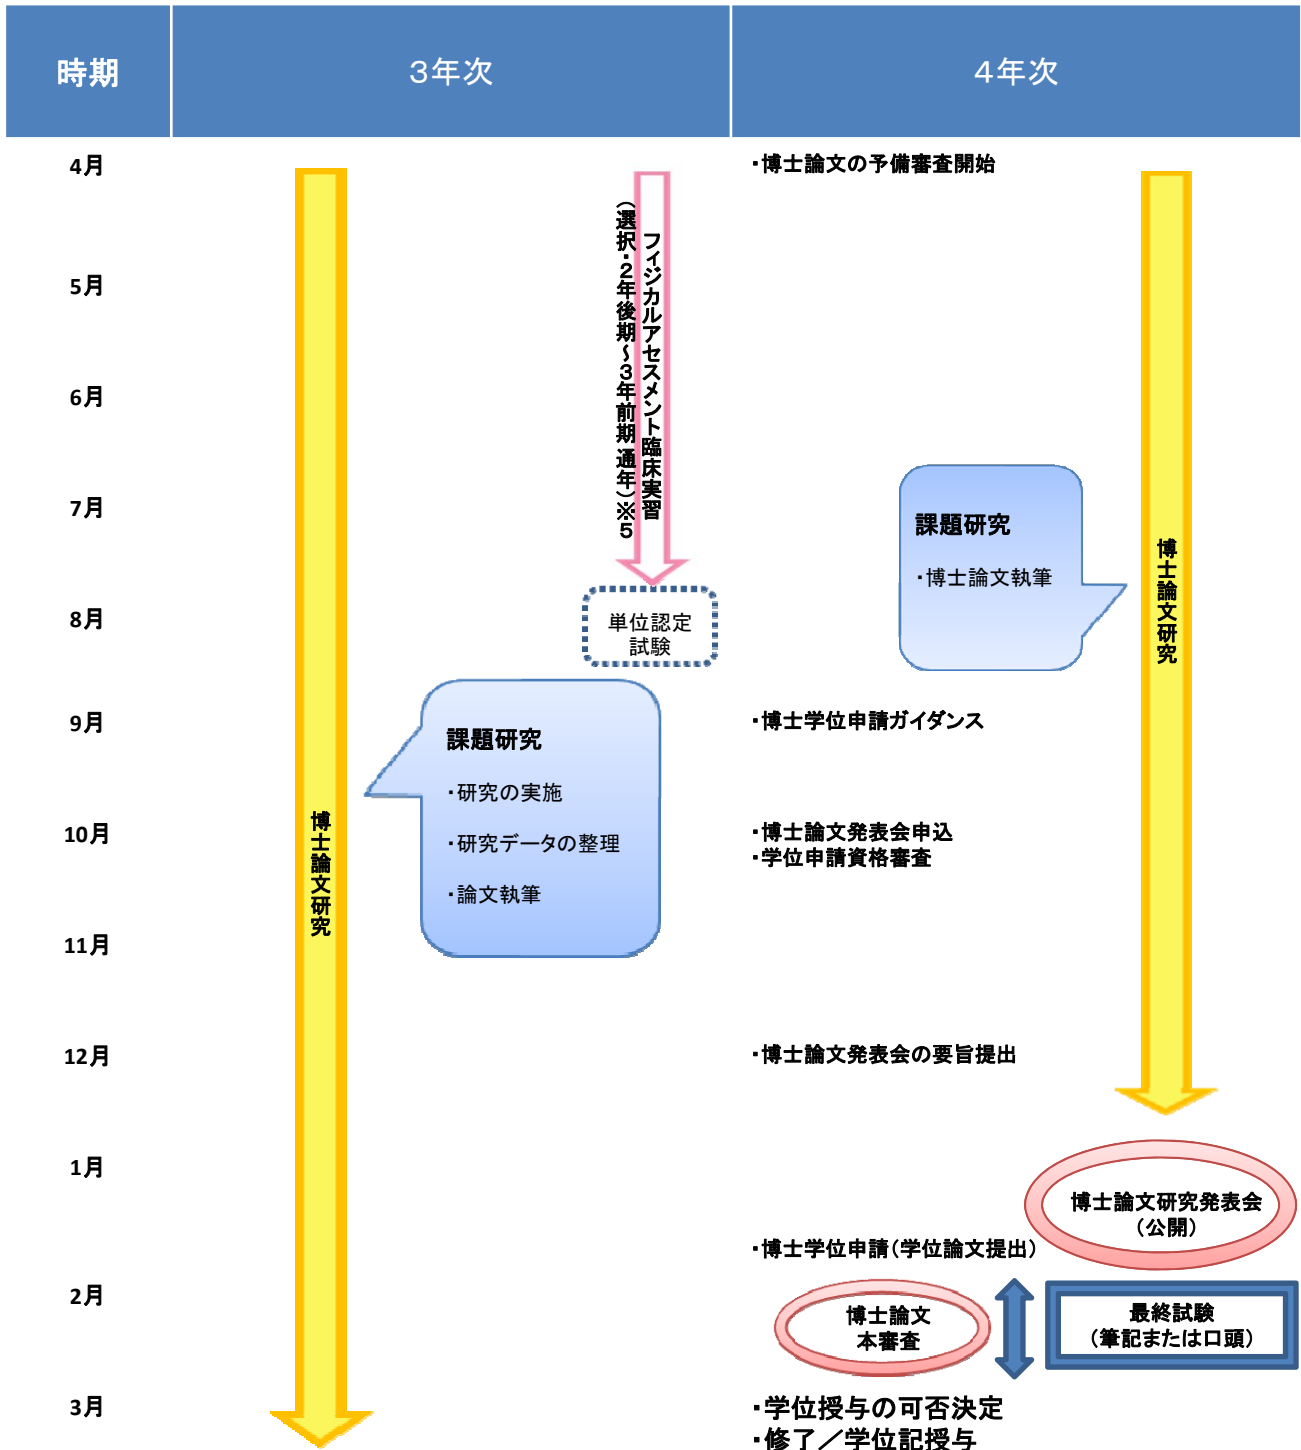 時期
３年次
４年次
4月
・博士論文の予備審査開始
フィジカルアセスメント臨床実習
（選択・２年後期～３年前期 通年）※５
5月
6月
7月
課題研究
・博士論文執筆
博士論文研究
8月
単位認定
試験
9月
・博士学位申請ガイダンス
課題研究
・研究の実施
・研究データの整理
・論文執筆
博士論文研究
10月
・博士論文発表会申込
・学位申請資格審査
11月
12月
・博士論文発表会の要旨提出
1月
博士論文研究発表会
（公開）
・博士学位申請（学位論文提出）
2月
博士論文
本審査
最終試験
（筆記または口頭）
3月
・学位授与の可否決定
・修了／学位記授与